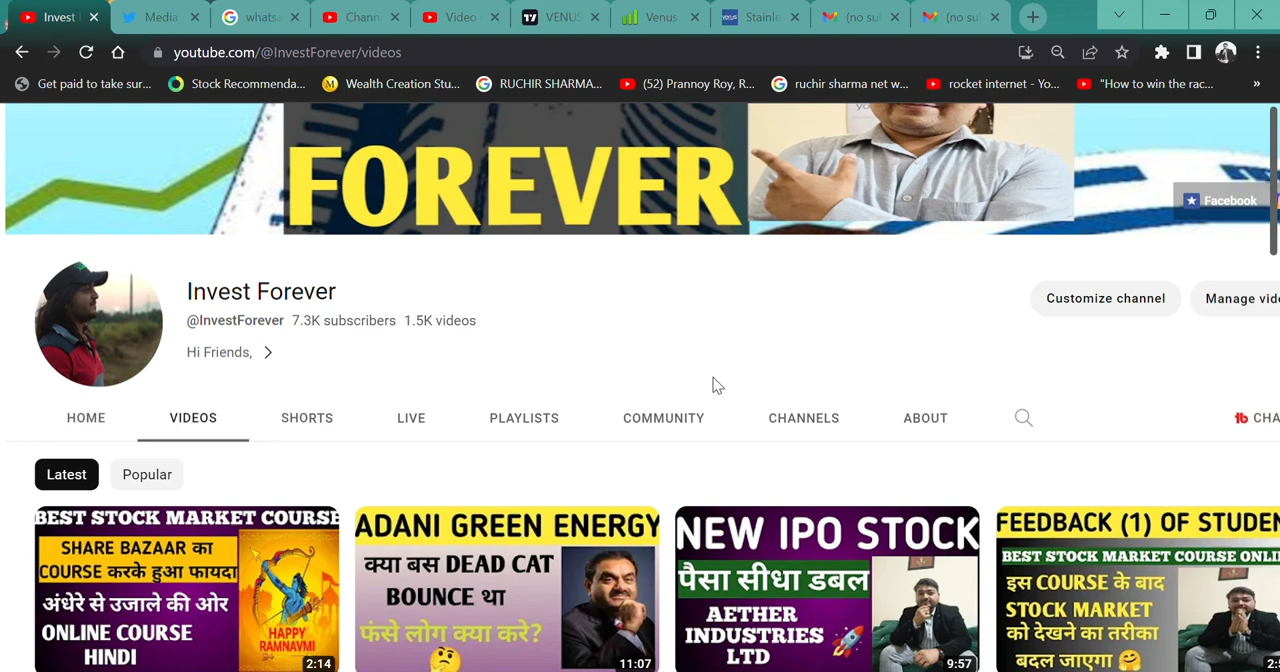 Invest
Media
whats
Chann
Video
VENUS
Venus
Stainle
(no su
(no su
youtube.com/@InvestForever/videos
Get paid to take sur...
Stock Recommenda...
Wealth Creation Stu...
RUCHIR SHARMA...
(52) Prannoy Roy, R...
ruchir sharma net w...
rocket internet - Yo...
"How to win the rac...
»
FOREVER
Facebook
Invest Forever
@InvestForever 7.3K subscribers 1.5K videos
Hi Friends,
Customize channel
Manage vide
HOME
VIDEOS
SHORTS
LIVE
PLAYLISTS
COMMUNITY
CHANNELS
ABOUT
CHA
Latest
Popular
BEST STOCK MARKET COURSE
SHARE BAZAAR का
COURSE करके हुआ फायदा
अंधेरे से उजाले की ओर
ONLINE COURSE
HINDI
HAPPY
RAMNAVMI
2:14
ADANI GREEN ENERGY
क्या बस DEAD CAT
BOUNCE था
फंसे लोग क्या करे?
11:07
NEW IPO STOCK
पैसा सीधा डबल
AETHER
INDUSTRIES
LTD
9:57
FEEDBACK (1) OF STUDEN
BEST STOCK MARKET COURSE ONLI
इस COURSE के बाद
STOCK MARKET
को देखने का तरीका
बदल जाएगा